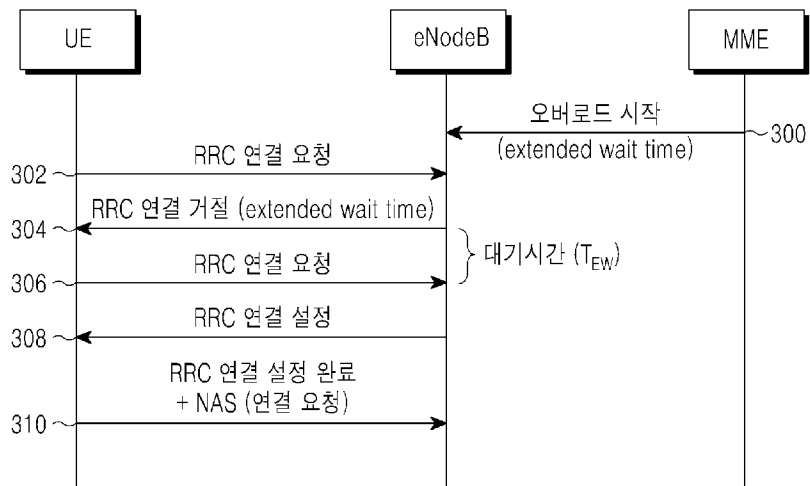 UE
eNodeB
MME
오버로드 시작
(extended wait time)
300
RRC 연결 요청
302
RRC 연결 거절 (extended wait time)
304
대기시간 (TEW)
RRC 연결 요청
306
RRC 연결 설정
308
RRC 연결 설정 완료
+ NAS (연결 요청)
310